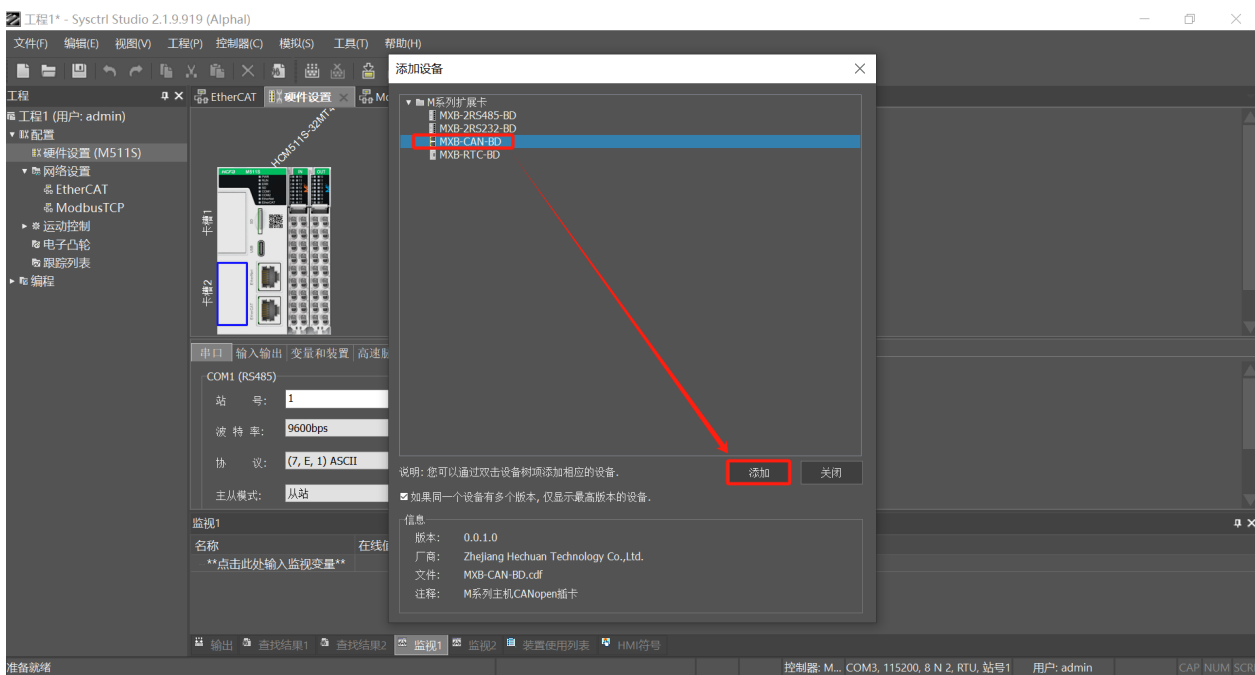 工程1* - Sysctrl Studio 2.1.9.919 (Alphal)
文件(F) 编辑(E) 视图(V) 工程(P) 控制器(C) 模拟(S) 工具(T) 帮助(H)
工程
工程1 (用户: admin)
配置
硬件设置 (M511S)
网络设置
EtherCAT
ModbusTCP
运动控制
电子凸轮
跟踪列表
编程
EtherCAT 硬件设置 Mo
HCM511S-32MT4
HCFA M511S IN OUT
卡槽1
卡槽2
串口 输入输出 变量和装置 高速脉
COM1 (RS485)
站 号: 1
波 特 率: 9600bps
协 议: (7, E, 1) ASCII
主从模式: 从站
添加设备
M系列扩展卡
MXB-2RS485-BD
MXB-2RS232-BD
MXB-CAN-BD
MXB-RTC-BD
说明: 您可以通过双击设备树项添加相应的设备.
添加 关闭
如果同一个设备有多个版本, 仅显示最高版本的设备.
信息
版本: 0.0.1.0
厂商: Zhejiang Hechuan Technology Co.,Ltd.
文件: MXB-CAN-BD.cdf
注释: M系列主机CANopen插卡
监视1
名称 在线值
**点击此处输入监视变量**
输出 查找结果1 查找结果2 监视1 监视2 装置使用列表 HMI符号
准备就绪 控制器: M... COM3, 115200, 8 N 2, RTU, 站号1 用户: admin CAP NUM SCR